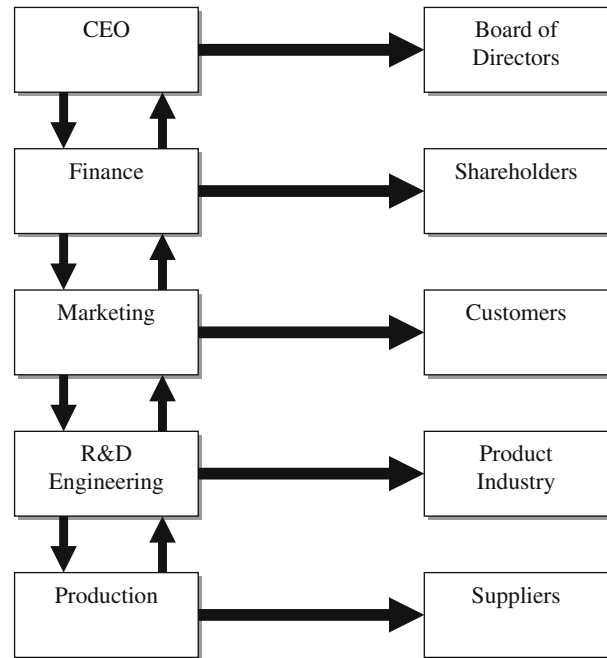 CEO
Board of
Directors
Finance
Shareholders
Marketing
Customers
R&D
Engineering
Product
Industry
Production
Suppliers